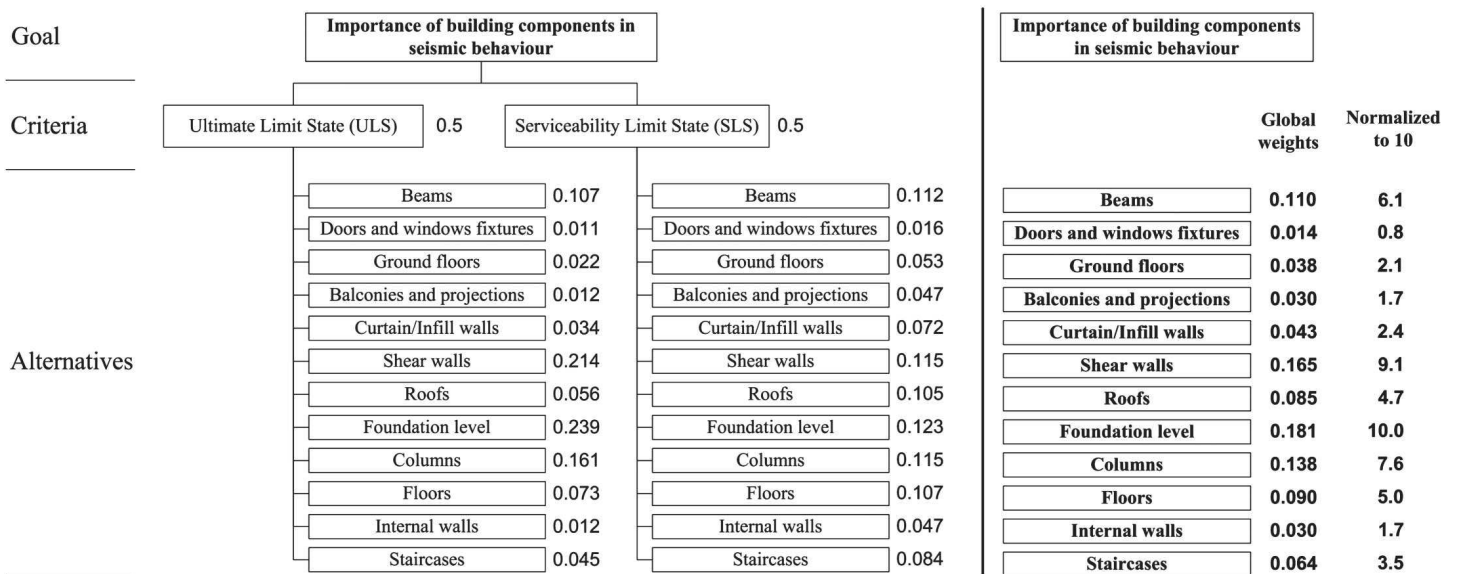 Goal
Importance of building components in
seismic behaviour
Importance of building components
in seismic behaviour
Criteria
Ultimate Limit State (ULS) 0.5
Serviceability Limit State (SLS) 0.5
Global
weights
Normalized
to 10
Alternatives
Beams 0.107 Beams 0.112 Beams 0.110 6.1
Doors and windows fixtures 0.011 Doors and windows fixtures 0.016 Doors and windows fixtures 0.014 0.8
Ground floors 0.022 Ground floors 0.053 Ground floors 0.038 2.1
Balconies and projections 0.012 Balconies and projections 0.047 Balconies and projections 0.030 1.7
Curtain/Infill walls 0.034 Curtain/Infill walls 0.072 Curtain/Infill walls 0.043 2.4
Shear walls 0.214 Shear walls 0.115 Shear walls 0.165 9.1
Roofs 0.056 Roofs 0.105 Roofs 0.085 4.7
Foundation level 0.239 Foundation level 0.123 Foundation level 0.181 10.0
Columns 0.161 Columns 0.115 Columns 0.138 7.6
Floors 0.073 Floors 0.107 Floors 0.090 5.0
Internal walls 0.012 Internal walls 0.047 Internal walls 0.030 1.7
Staircases 0.045 Staircases 0.084 Staircases 0.064 3.5